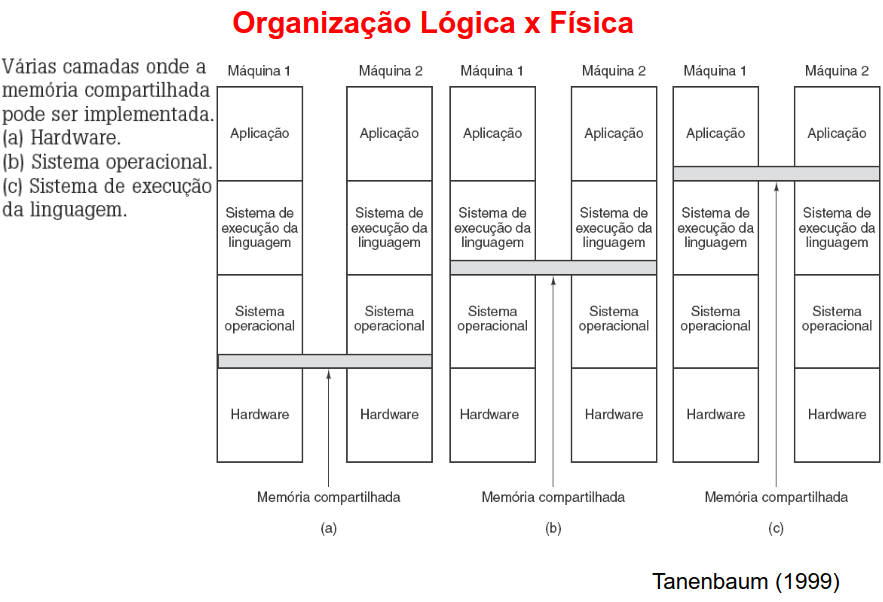 Organização Lógica x Física
Várias camadas onde a
memória compartilhada
pode ser implementada.
(a) Hardware.
(b) Sistema operacional.
(c) Sistema de execução
da linguagem.
Máquina 1
Máquina 2
Aplicação
Aplicação
Sistema de
execução da
linguagem
Sistema de
execução da
linguagem
Sistema
operacional
Sistema
operacional
Hardware
Hardware
Memória compartilhada
(a)
Máquina 1
Máquina 2
Aplicação
Aplicação
Sistema de
execução da
linguagem
Sistema de
execução da
linguagem
Sistema
operacional
Sistema
operacional
Hardware
Hardware
Memória compartilhada
(b)
Máquina 1
Máquina 2
Aplicação
Aplicação
Sistema de
execução da
linguagem
Sistema de
execução da
linguagem
Sistema
operacional
Sistema
operacional
Hardware
Hardware
Memória compartilhada
(c)
Tanenbaum (1999)